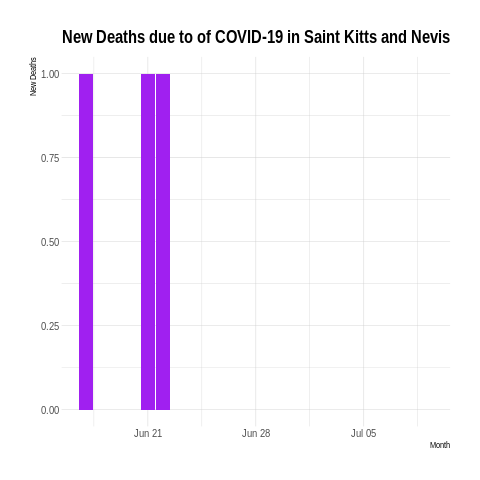 New Deaths due to of COVID-19 in Saint Kitts and Nevis
New Deaths
1.00
0.75
0.50
0.25
0.00
Jun 21
Jun 28
Jul 05
Month